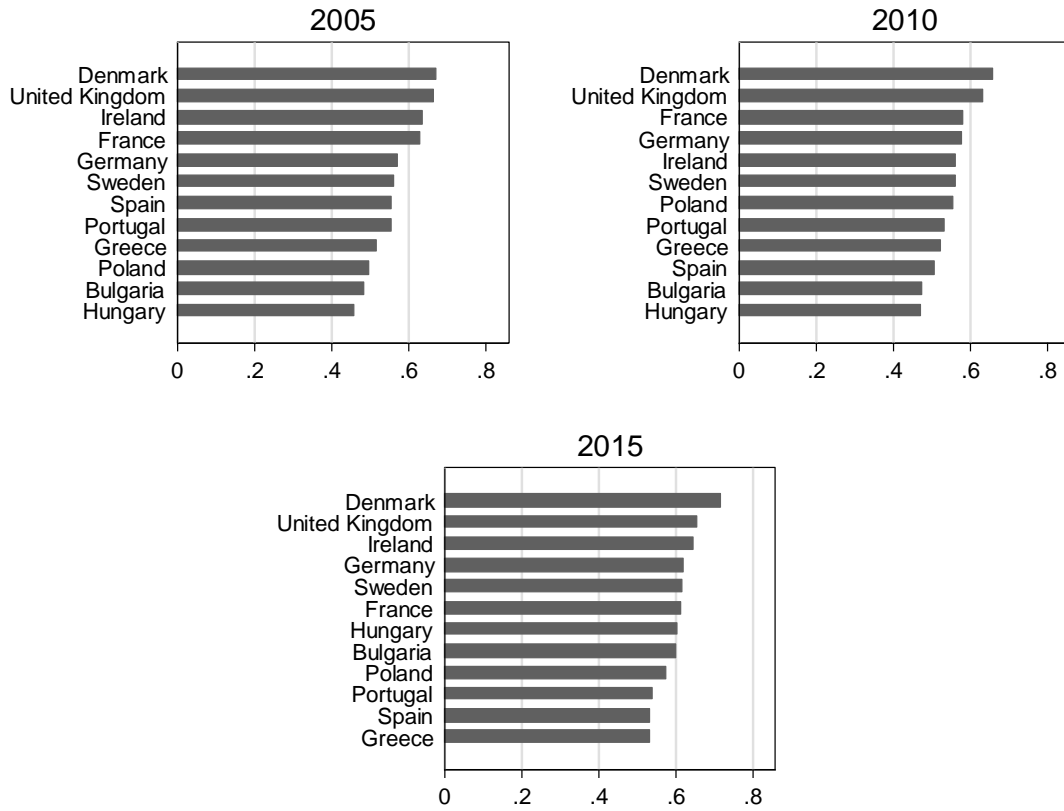 2005
Denmark
United Kingdom
Ireland
France
Germany
Sweden
Spain
Portugal
Greece
Poland
Bulgaria
Hungary
0 .2 .4 .6 .8
2010
Denmark
United Kingdom
France
Germany
Ireland
Sweden
Poland
Portugal
Greece
Spain
Bulgaria
Hungary
0 .2 .4 .6 .8
2015
Denmark
United Kingdom
Ireland
Germany
Sweden
France
Hungary
Bulgaria
Poland
Portugal
Spain
Greece
0 .2 .4 .6 .8